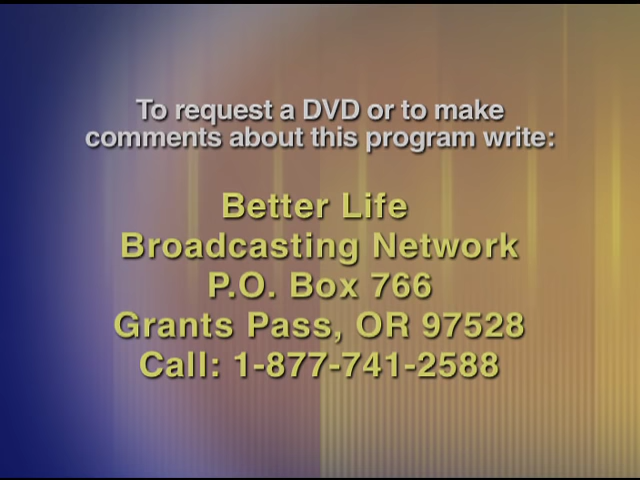 To request a DVD or to make
comments about this program write:
Better Life
Broadcasting Network
P.O. Box 766
Grants Pass, OR 97528
Call: 1-877-741-2588